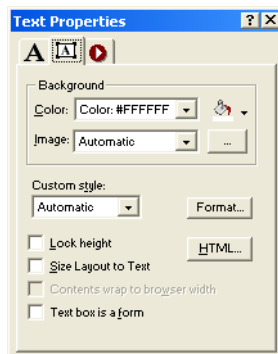 Text Properties
A A
Background
Color: Color: #FFFFFF
Image: Automatic ...
Custom style:
Automatic Format...
Lock height HTML...
Size Layout to Text
Contents wrap to browser width
Text box is a form